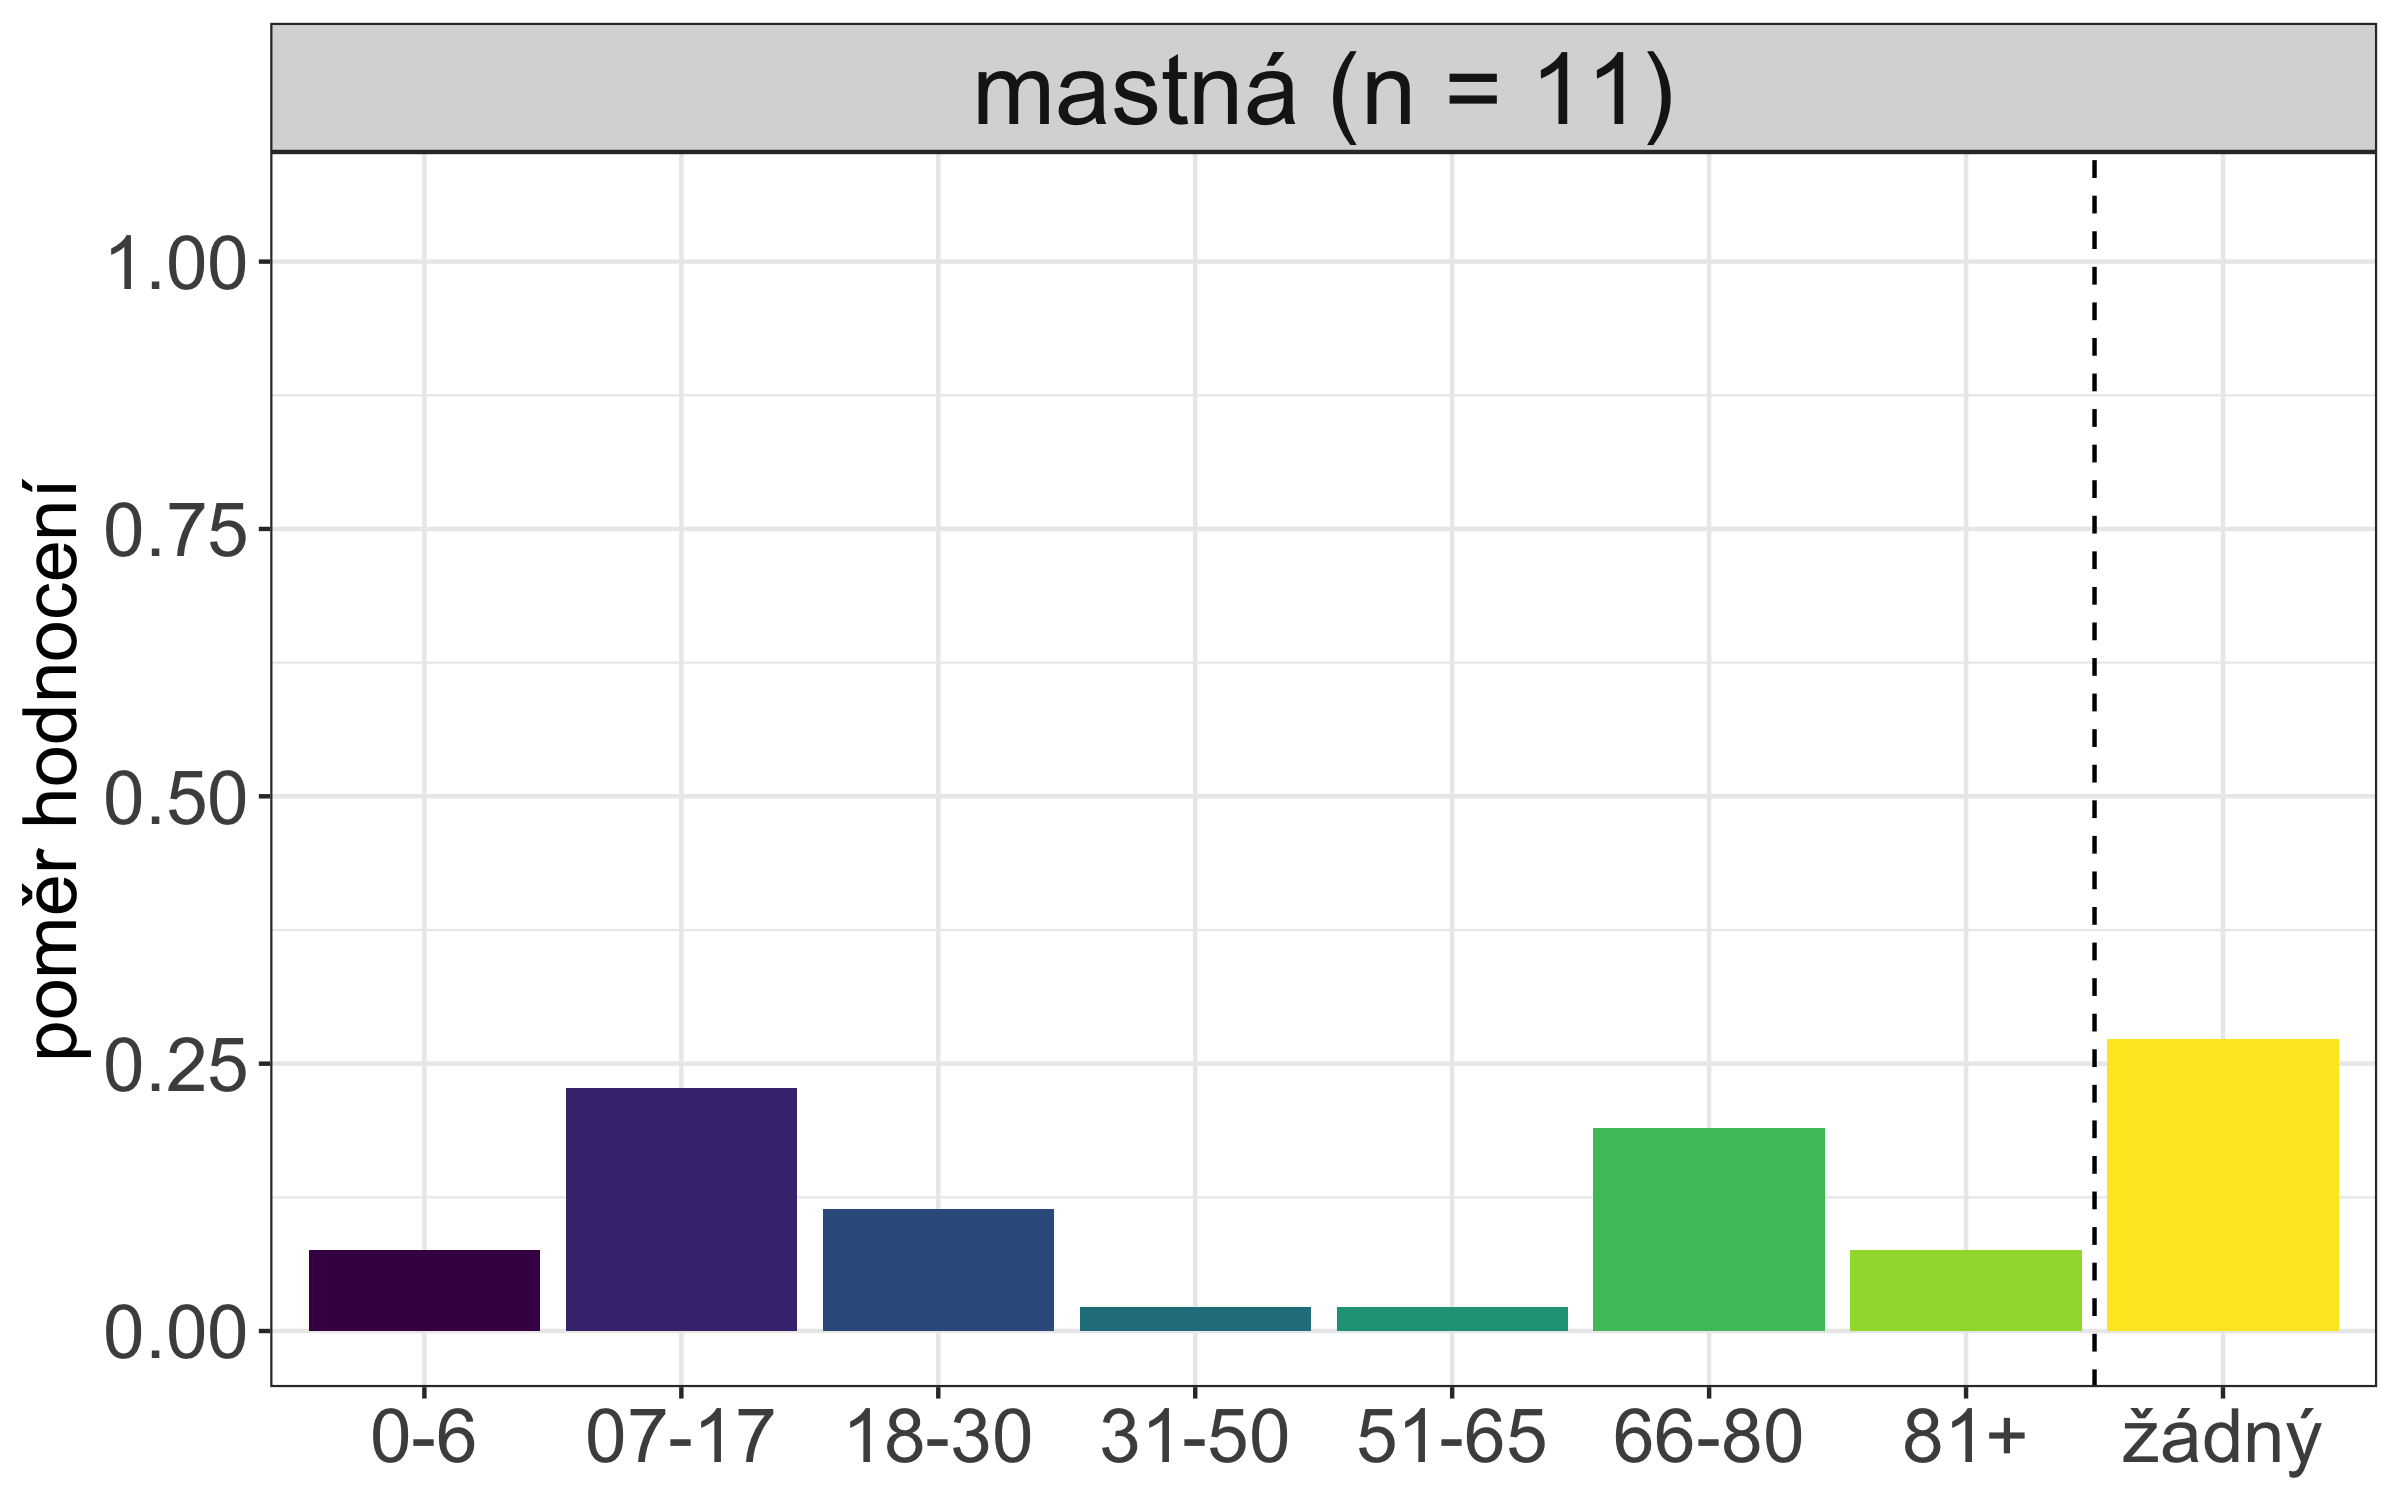 mastná (n = 11)
poměr hodnocení
1.00
0.75
0.50
0.25
0.00
0-6 07-17 18-30 31-50 51-65 66-80 81+ žádný